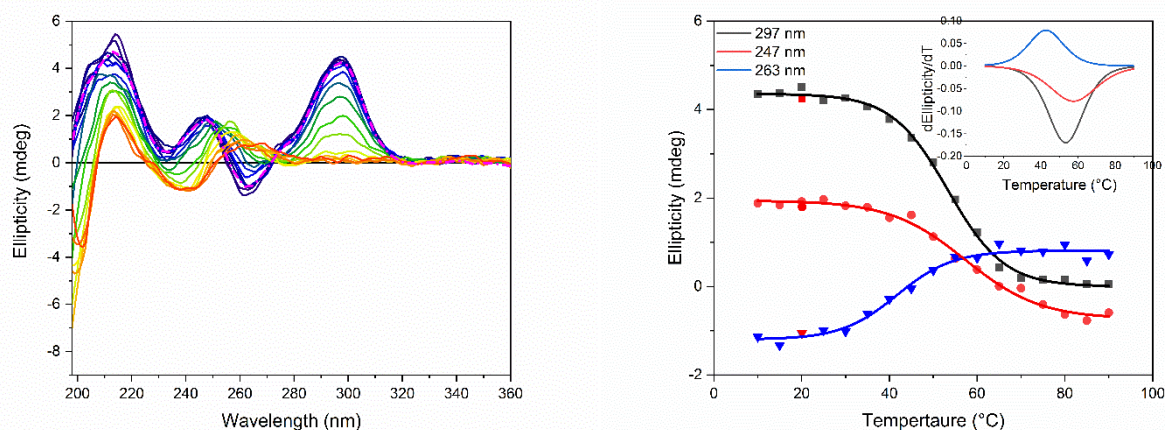 6
4
2
0
-2
-4
-6
-8
Ellipticity (mdeg)
200 220 240 260 280 300 320 340 360
Wavelength (nm)
6
4
2
0
-2
Ellipticity (mdeg)
0 20 40 60 80 100
Tempertaure (°C)
297 nm
247 nm
263 nm
0.10
0.05
0.00
-0.05
-0.10
-0.15
-0.20
dEllipticity/dT
0 20 40 60 80 100
Temperature (°C)